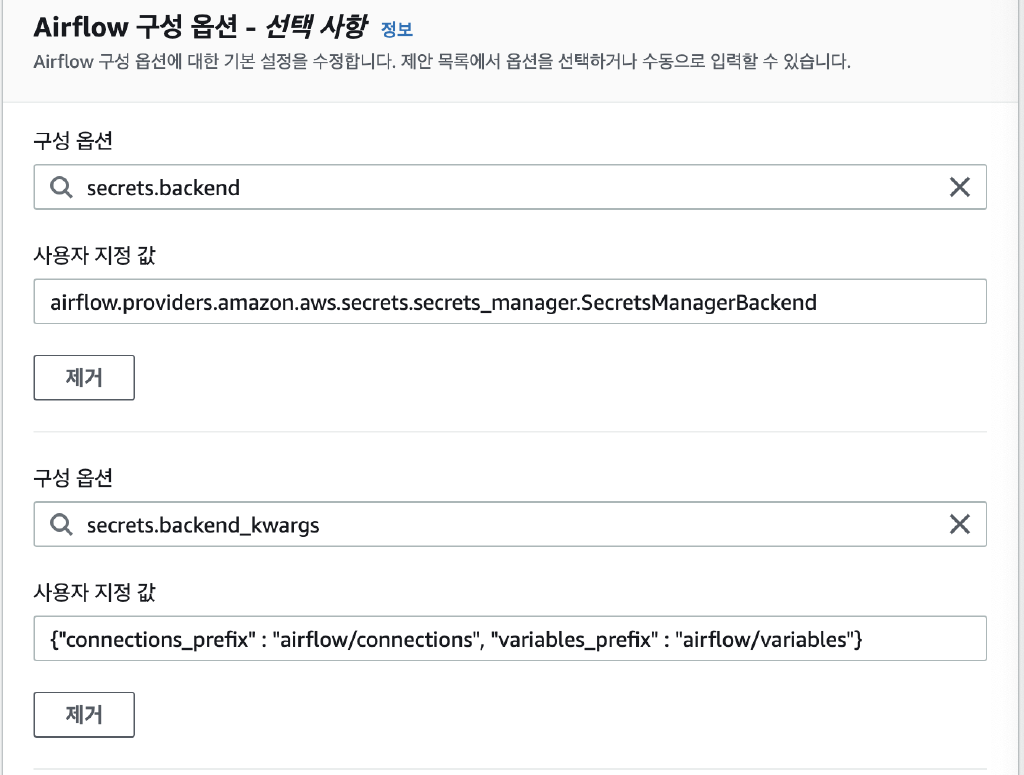 Airflow 구성 옵션 - 선택 사항 정보
Airflow 구성 옵션에 대한 기본 설정을 수정합니다. 제안 목록에서 옵션을 선택하거나 수동으로 입력할 수 있습니다.
구성 옵션
secrets.backend
사용자 지정 값
airflow.providers.amazon.aws.secrets.secrets_manager.SecretsManagerBackend
제거
구성 옵션
secrets.backend_kwargs
사용자 지정 값
{"connections_prefix" : "airflow/connections", "variables_prefix" : "airflow/variables"}
제거